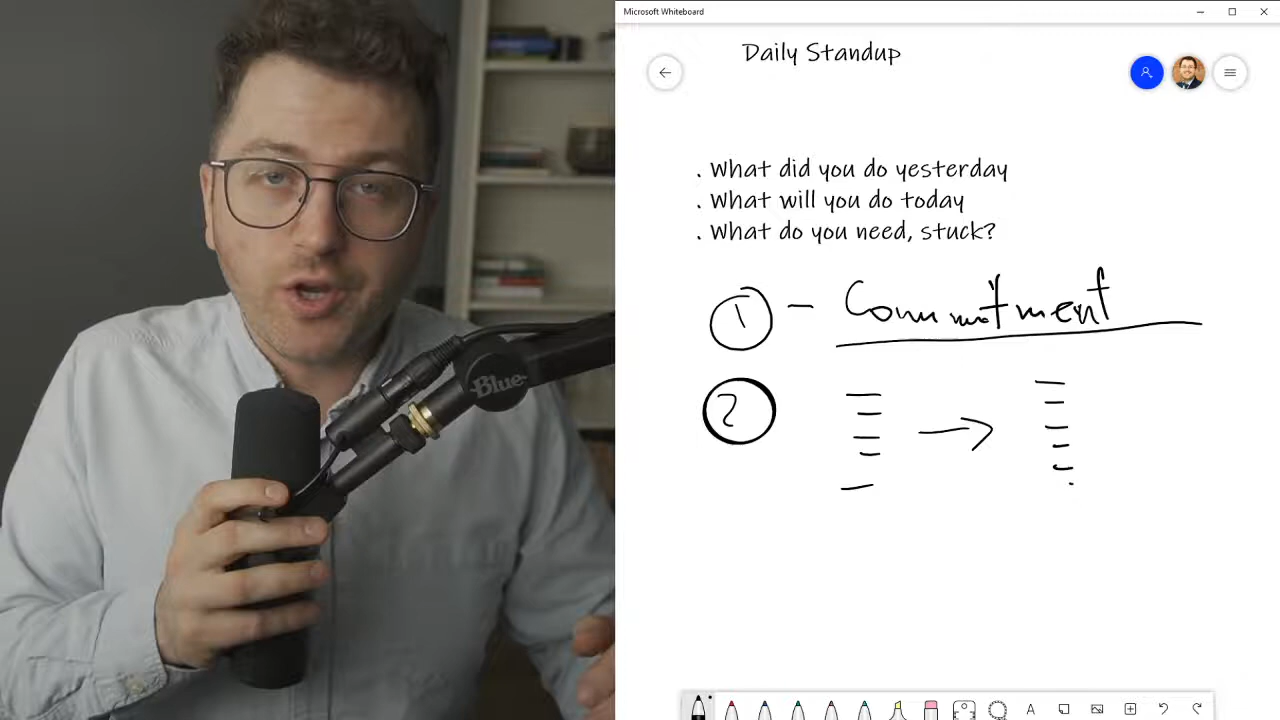 Microsoft Whiteboard
Daily Standup
. What did you do yesterday
. What will you do today
. What do you need, stuck?
1 - Commitment
2
Blue
A